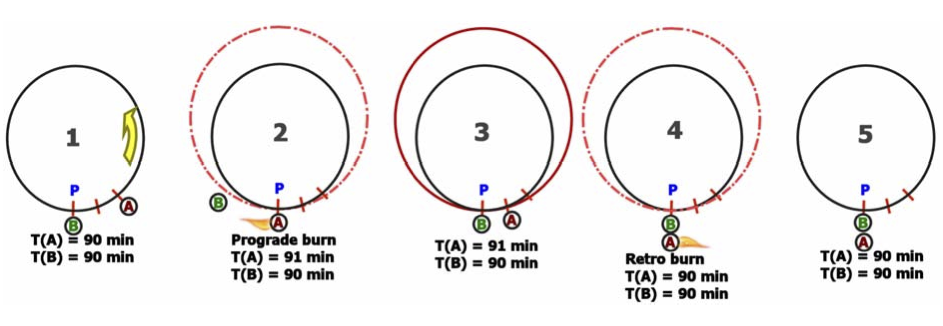 1
P
A
B
T(A) = 90 min
T(B) = 90 min
2
B
P
A
Prograde burn
T(A) = 91 min
T(B) = 90 min
3
P
B A
T(A) = 91 min
T(B) = 90 min
4
P
B
A
Retro burn
T(A) = 90 min
T(B) = 90 min
5
P
B
A
T(A) = 90 min
T(B) = 90 min